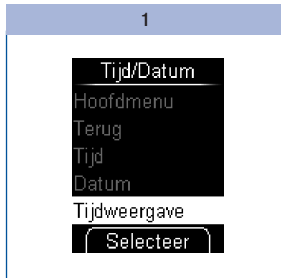 1
Tijd/Datum
Hoofdmenu
Terug
Tijd
Datum
Tijdweergave
Selecteer